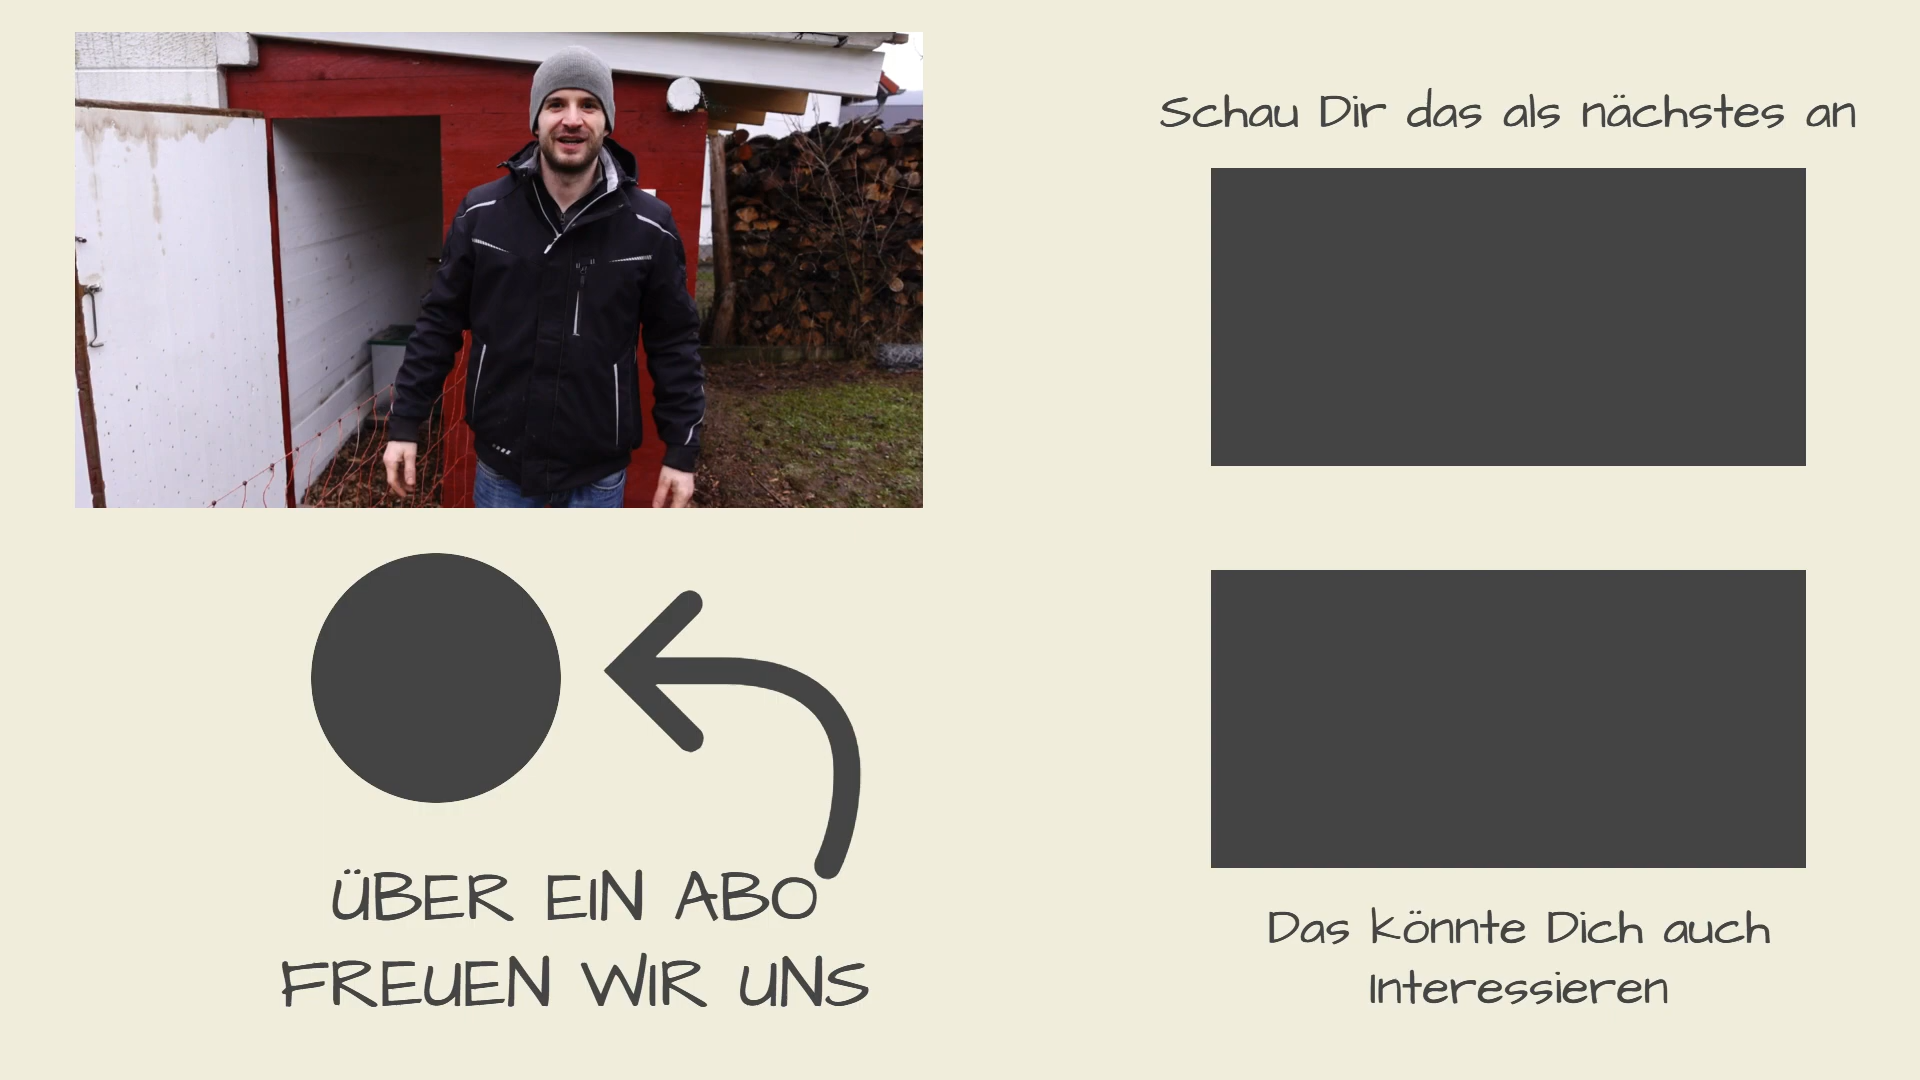 Schau Dir das als nächstes an
ÜBER EIN ABO
FREUEN WIR UNS
Das könnte Dich auch
Interessieren